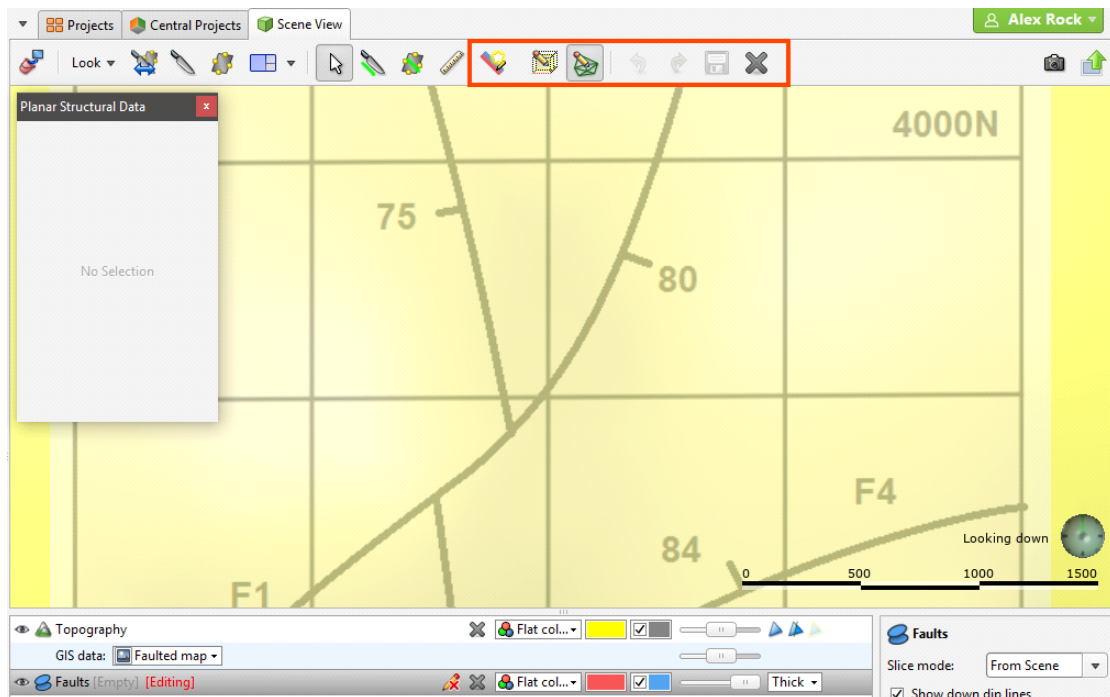 Projects Central Projects Scene View Alex Rock
Look
Planar Structural Data x
4000N
75
No Selection
80
F4
Looking down
84
0 500 1000 1500
F1
Topography Flat col...
Faults
GIS data: Faulted map
Slice mode: From Scene
Faults [Empty] [Editing] Flat col... Thick
Show down dip lines